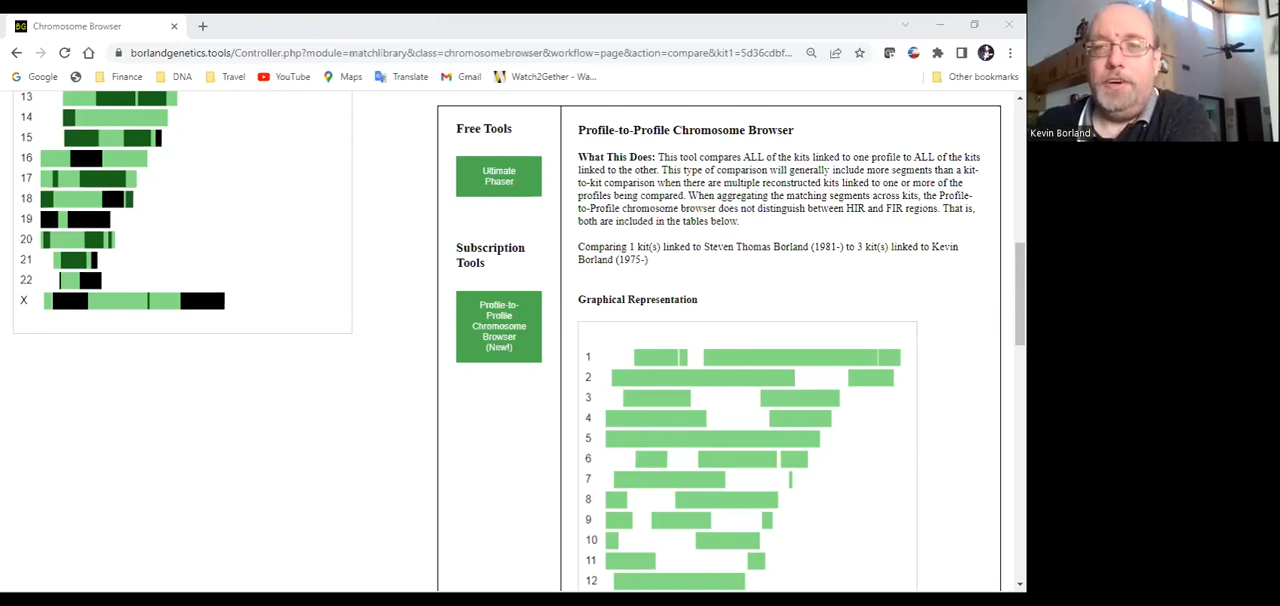 BG Chromosome Browser
borlandgenetics.tools/Controller.php?module=matchlibrary&class=chromosomebrowser&workflow=page&action=compare&kit1=5d36cdbf...
Google Finance DNA Travel YouTube Maps Translate Gmail Watch2Gether - Wa... Other bookmarks
13
14
15
16
17
18
19
20
21
22
X
Free Tools
Ultimate
Phaser
Subscription
Tools
Profile-to-
Profile
Chromosome
Browser
(New!)
Profile-to-Profile Chromosome Browser
What This Does: This tool compares ALL of the kits linked to one profile to ALL of the kits
linked to the other. This type of comparison will generally include more segments than a kit-
to-kit comparison when there are multiple reconstructed kits linked to one or more of the
profiles being compared. When aggregating the matching segments across kits, the Profile-
to-Profile chromosome browser does not distinguish between HIR and FIR regions. That is,
both are included in the tables below.
Comparing 1 kit(s) linked to Steven Thomas Borland (1981-) to 3 kit(s) linked to Kevin
Borland (1975-)
Graphical Representation
1
2
3
4
5
6
7
8
9
10
11
12
Kevin Borland